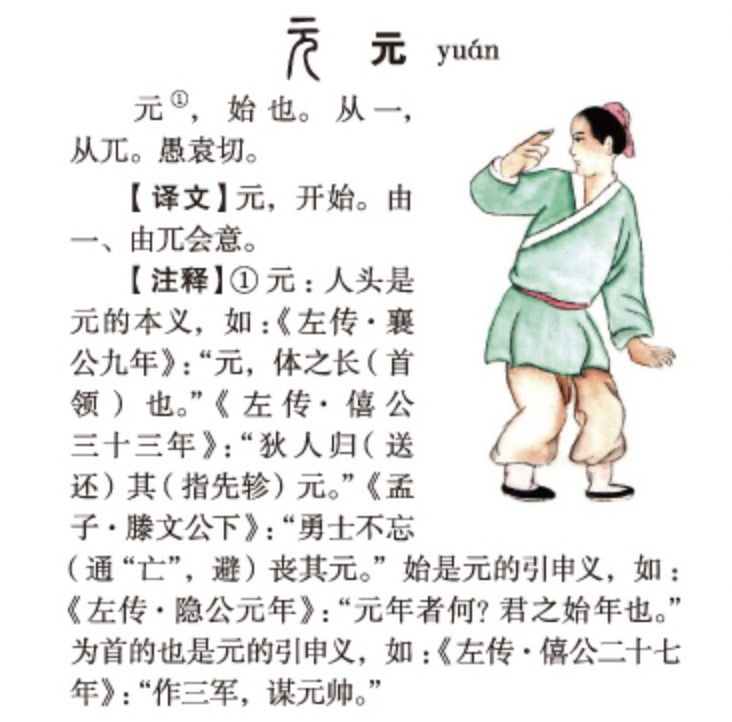 元 元 yuán
元①，始也。从一，
从兀。愚袁切。
【译文】元，开始。由
一、由兀会意。
【注释】①元：人头是
元的本义，如：《左传·襄
公九年》：“元，体之长（首
领）也。”《左传·僖公
三十三年》：“狄人归（送
还）其（指先轸）元。”《孟
子·滕文公下》：“勇士不忘
（通“亡”，避）丧其元。”始是元的引申义，如：
《左传·隐公元年》：“元年者何？君之始年也。”
为首的也是元的引申义，如：《左传·僖公二十七
年》：“作三军，谋元帅。”